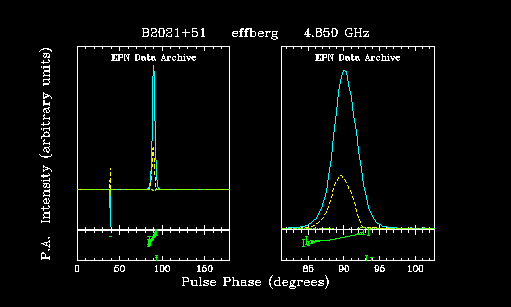 B2021+51 effberg 4.850 GHz
EPN Data Archive EPN Data Archive
P.A. Intensity (arbitrary units)
0 50 100 150 85 90 95 100
Pulse Phase (degrees)